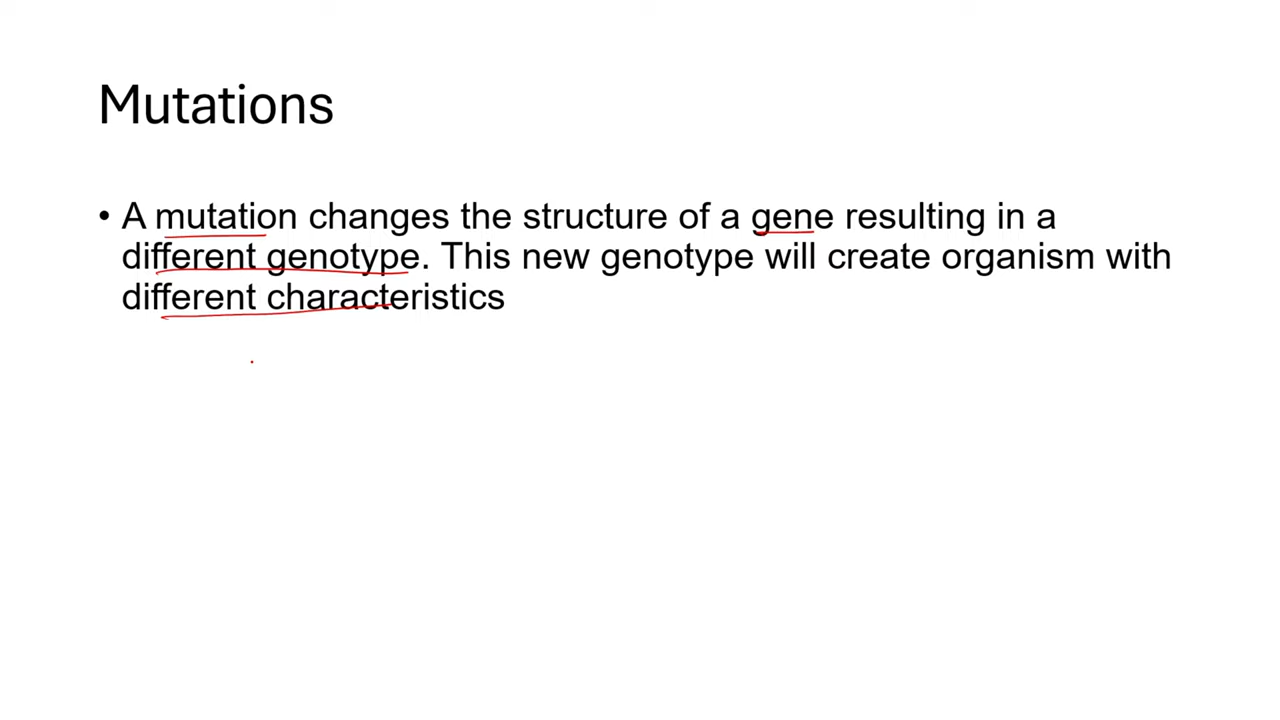 Mutations
• A mutation changes the structure of a gene resulting in a
different genotype. This new genotype will create organism with
different characteristics